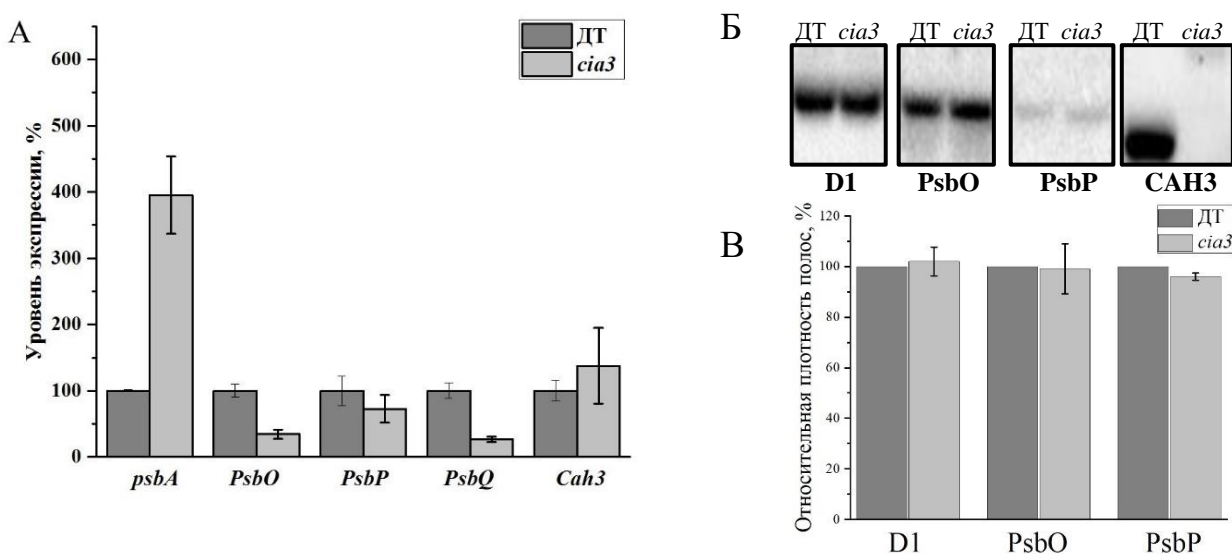 А
Уровень экспрессии, %
600
500
400
300
200
100
0
ДТ
cia3
psbA PsbO PsbP PsbQ Cah3
Б
ДТ cia3 ДТ cia3 ДТ cia3 ДТ cia3
D1 PsbO PsbP CAH3
В
Относительная плотность полос, %
120
100
80
60
40
20
0
ДТ
cia3
D1 PsbO PsbP